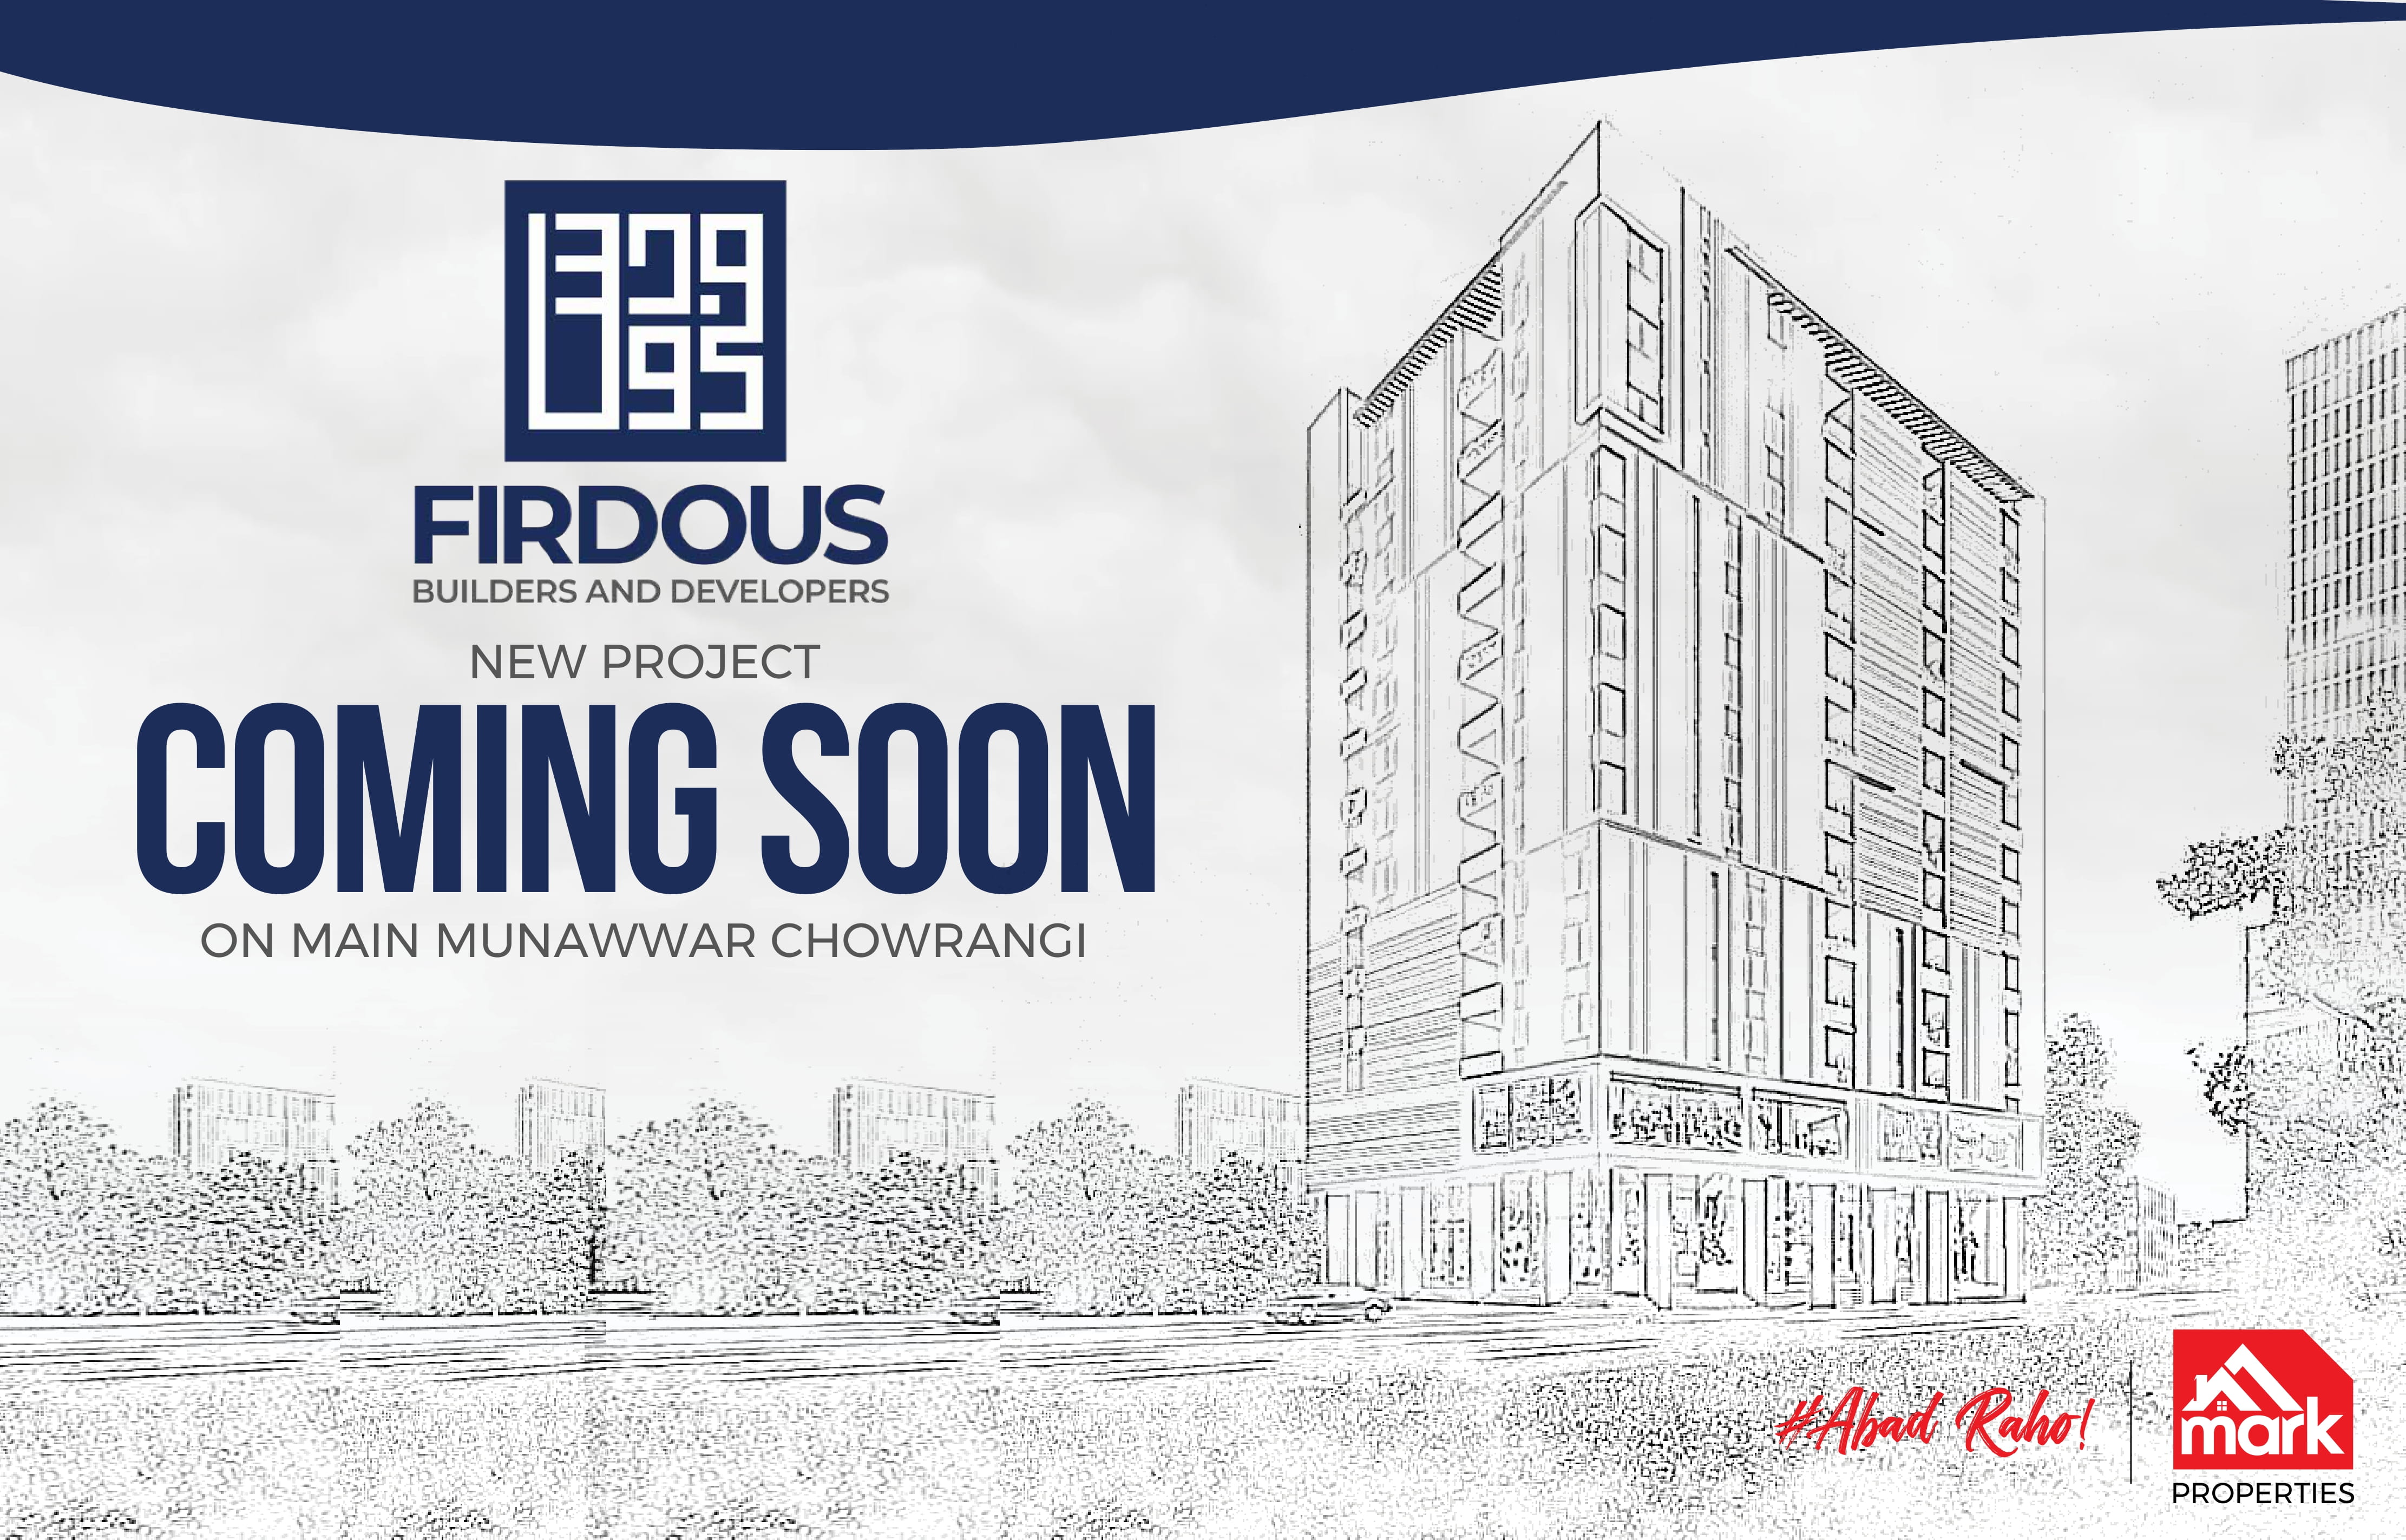 FIRDOUS
BUILDERS AND DEVELOPERS
NEW PROJECT
COMING SOON
ON MAIN MUNAWWAR CHOWRANGI
#Abad Raho!
mark
PROPERTIES